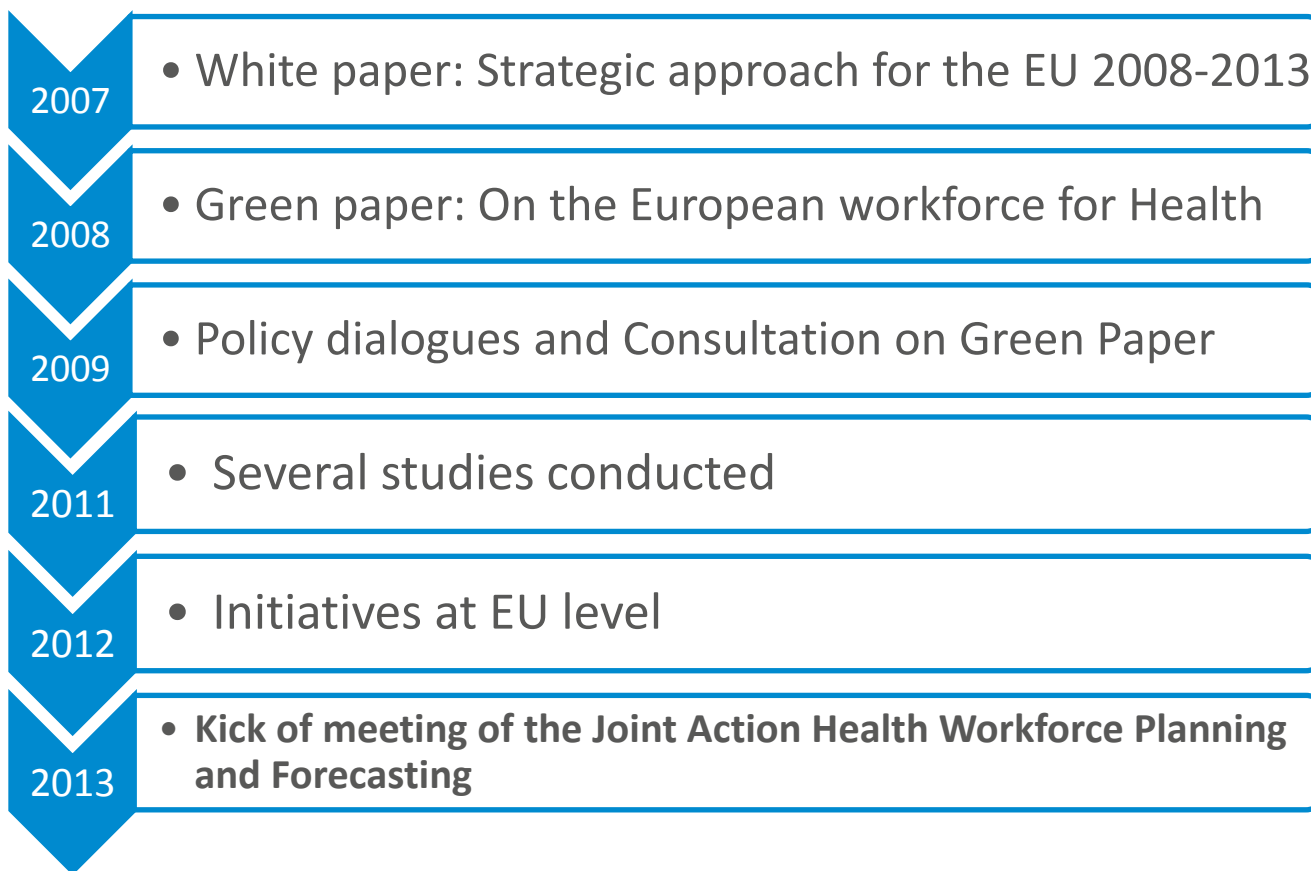 2007
• White paper: Strategic approach for the EU 2008-2013
2008
• Green paper: On the European workforce for Health
2009
• Policy dialogues and Consultation on Green Paper
2011
• Several studies conducted
2012
• Initiatives at EU level
2013
• Kick of meeting of the Joint Action Health Workforce Planning
and Forecasting